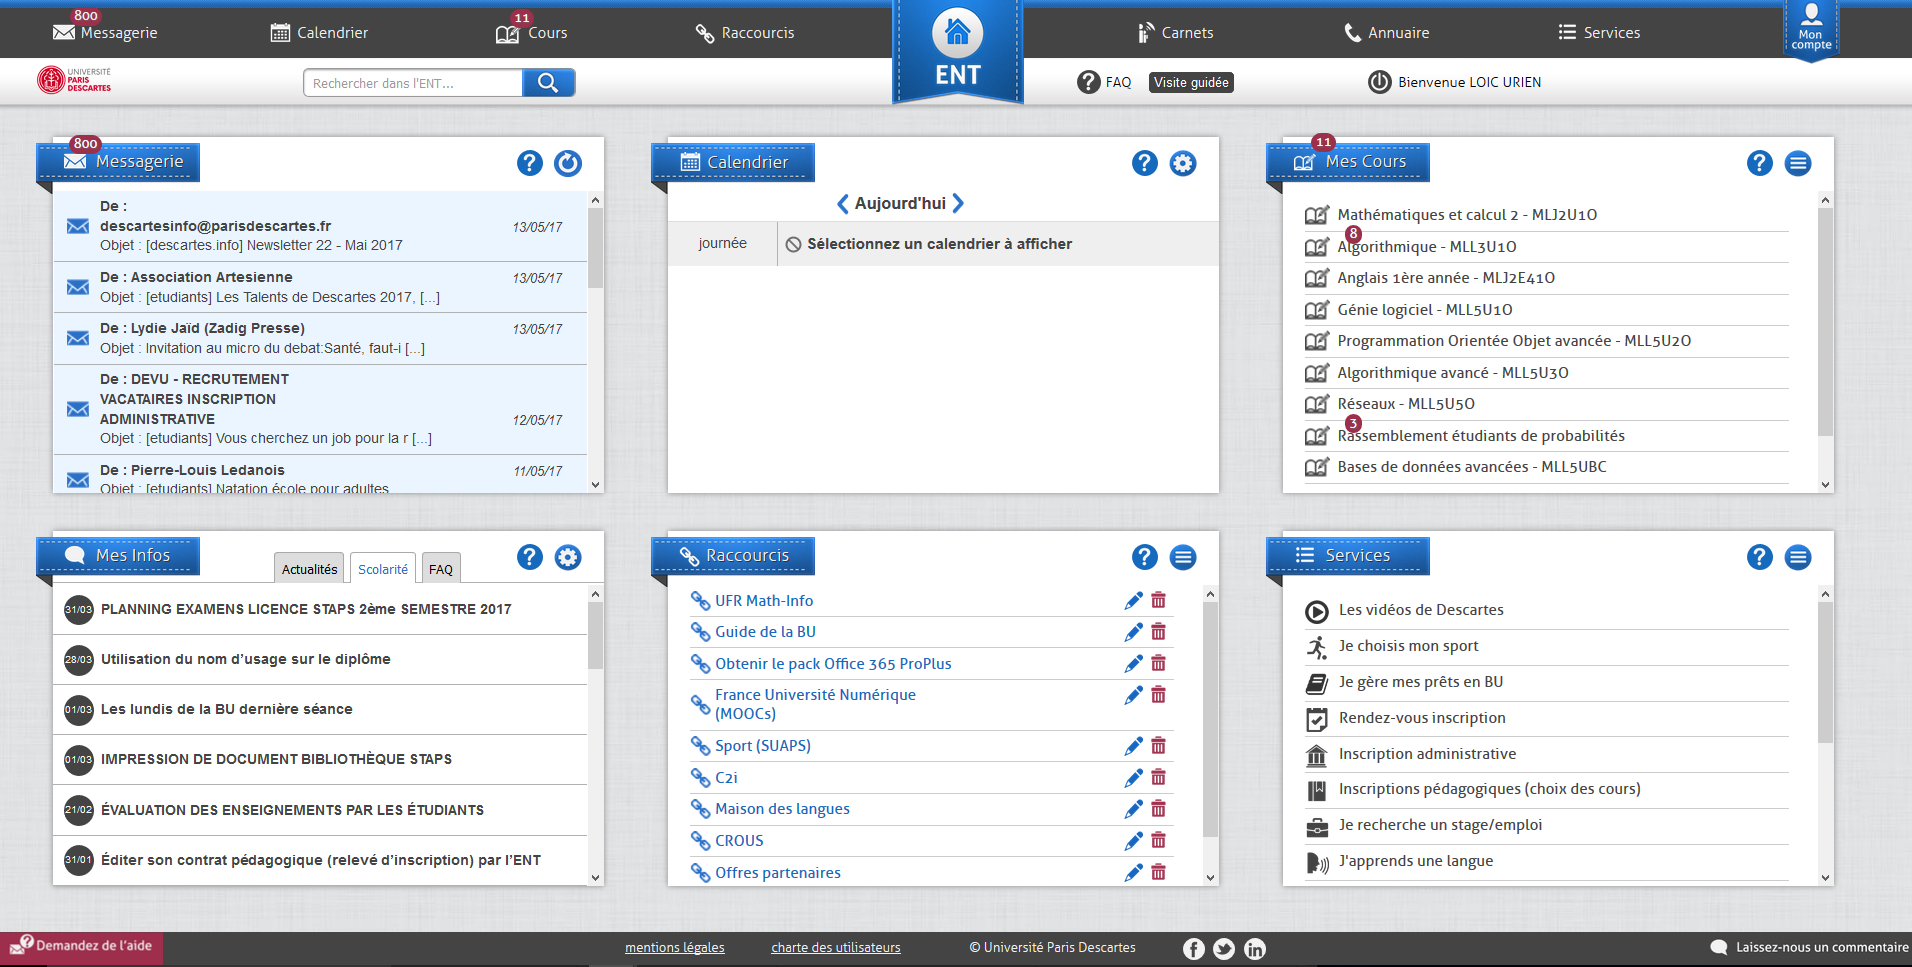 800
Messagerie
Calendrier
11
Cours
Raccourcis
ENT
Carnets
Annuaire
Services
Mon
compte
UNIVERSITÉ
PARIS
DESCARTES
Rechercher dans l'ENT...
? FAQ
Visite guidée
Bienvenue LOIC URIEN
800
Messagerie
?
De :
descartesinfo@parisdescartes.fr
13/05/17
Objet : [descartes.info] Newsletter 22 - Mai 2017
De : Association Artesienne
13/05/17
Objet : [etudiants] Les Talents de Descartes 2017, [...]
De : Lydie Jaïd (Zadig Presse)
13/05/17
Objet : Invitation au micro du debat:Santé, faut-i [...]
De : DEVU - RECRUTEMENT
VACATAIRES INSCRIPTION
ADMINISTRATIVE
12/05/17
Objet : [etudiants] Vous cherchez un job pour la r [...]
De : Pierre-Louis Ledanois
11/05/17
Objet : [etudiants] Natation école pour adultes
Calendrier
?
Aujourd'hui
journée
Sélectionnez un calendrier à afficher
11
Mes Cours
?
Mathématiques et calcul 2 - MLJ2U10
8
Algorithmique - MLL3U10
Anglais 1ère année - MLJ2E410
Génie logiciel - MLL5U10
Programmation Orientée Objet avancée - MLL5U20
Algorithmique avancé - MLL5U30
Réseaux - MLL5U50
3
Rassemblement étudiants de probabilités
Bases de données avancées - MLL5UBC
Mes Infos
Actualités
Scolarité
FAQ
?
31/03 PLANNING EXAMENS LICENCE STAPS 2ème SEMESTRE 2017
28/03 Utilisation du nom d’usage sur le diplôme
01/03 Les lundis de la BU dernière séance
01/03 IMPRESSION DE DOCUMENT BIBLIOTHÈQUE STAPS
21/02 ÉVALUATION DES ENSEIGNEMENTS PAR LES ÉTUDIANTS
31/01 Éditer son contrat pédagogique (relevé d’inscription) par l’ENT
Raccourcis
?
UFR Math-Info
Guide de la BU
Obtenir le pack Office 365 ProPlus
France Université Numérique
(MOOCs)
Sport (SUAPS)
C2i
Maison des langues
CROUS
Offres partenaires
Services
?
Les vidéos de Descartes
Je choisis mon sport
Je gère mes prêts en BU
Rendez-vous inscription
Inscription administrative
Inscriptions pédagogiques (choix des cours)
Je recherche un stage/emploi
J'apprends une langue
? Demandez de l’aide
mentions légales
charte des utilisateurs
© Université Paris Descartes
Laissez-nous un commentaire